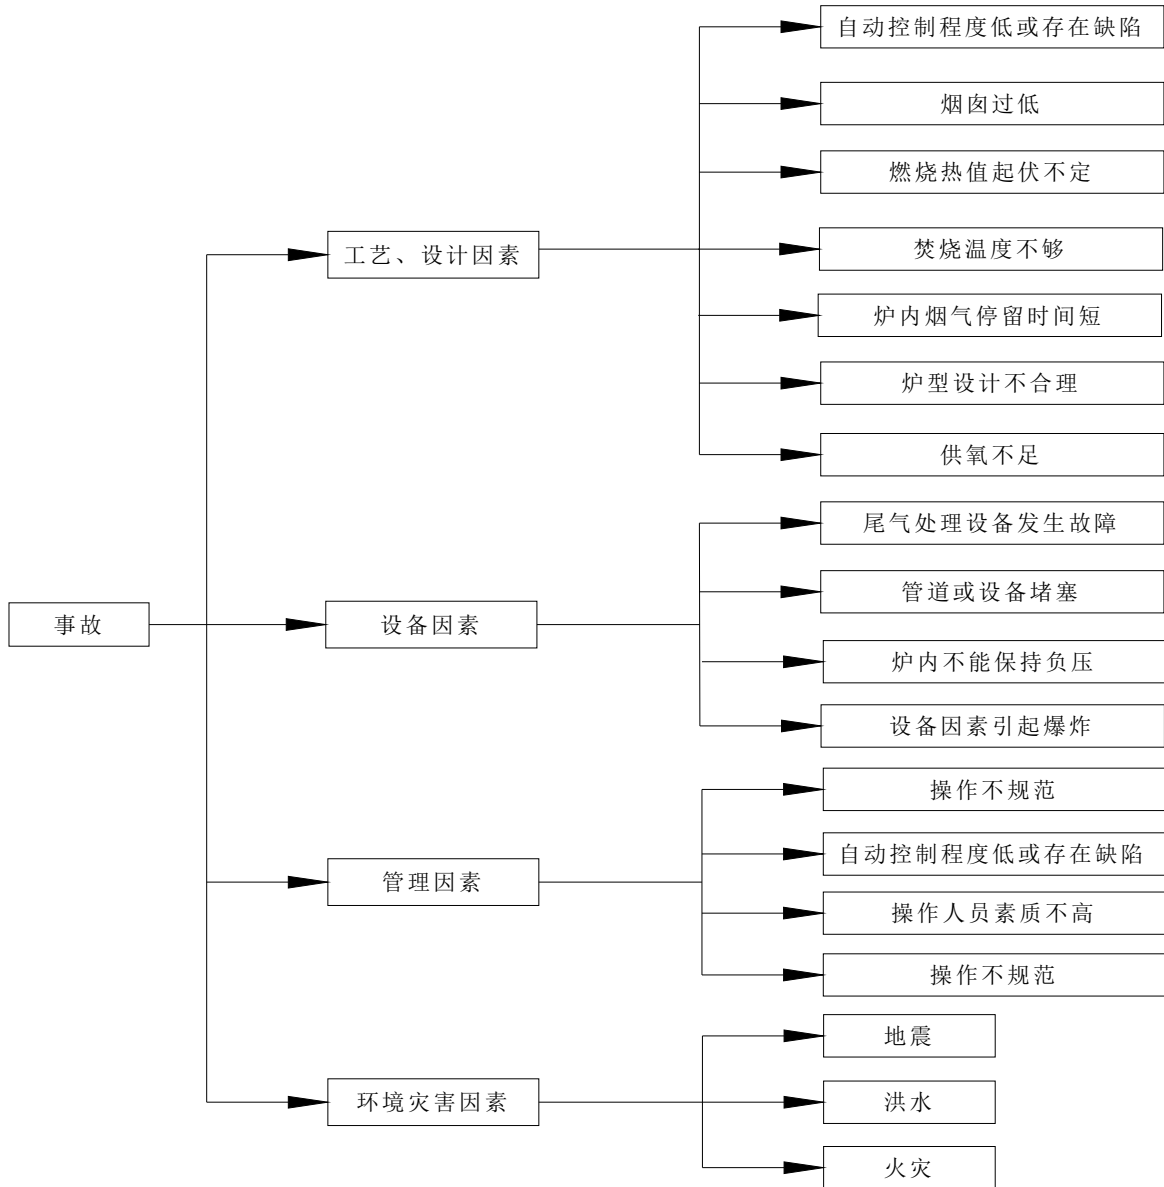 事故
工艺、设计因素
自动控制程度低或存在缺陷
烟囱过低
燃烧热值起伏不定
焚烧温度不够
炉内烟气停留时间短
炉型设计不合理
供氧不足
设备因素
尾气处理设备发生故障
管道或设备堵塞
炉内不能保持负压
设备因素引起爆炸
管理因素
操作不规范
自动控制程度低或存在缺陷
操作人员素质不高
操作不规范
环境灾害因素
地震
洪水
火灾